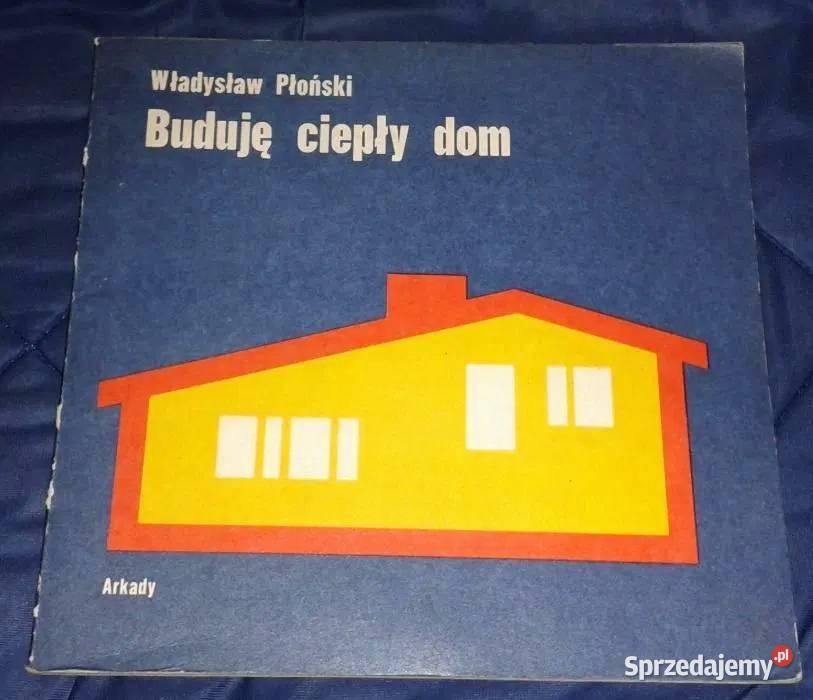 Władysław Płoński
Buduję ciepły dom
Arkady
Sprzedajemy.pl